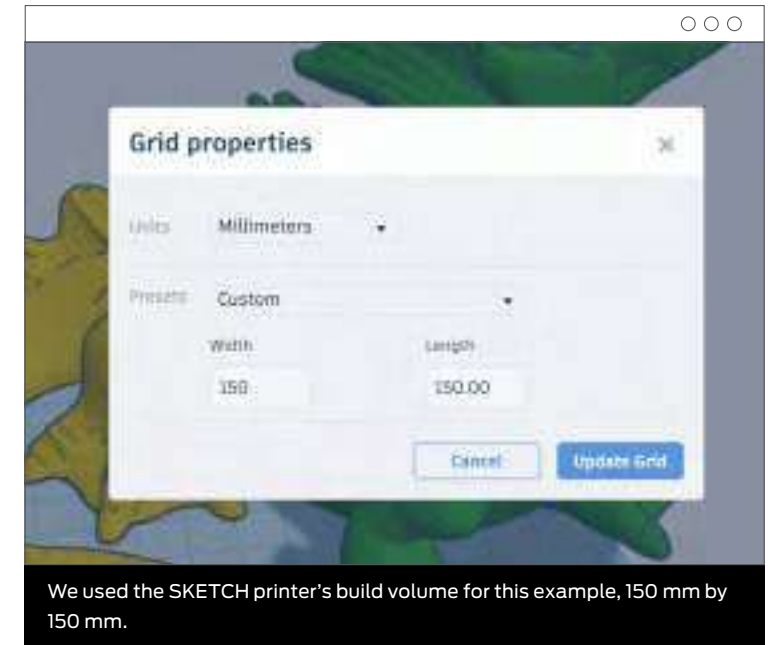 Grid properties
Units Millimeters
Presets Custom
Width Length
150 150.00
Cancel Update Grid
We used the SKETCH printer’s build volume for this example, 150 mm by
150 mm.